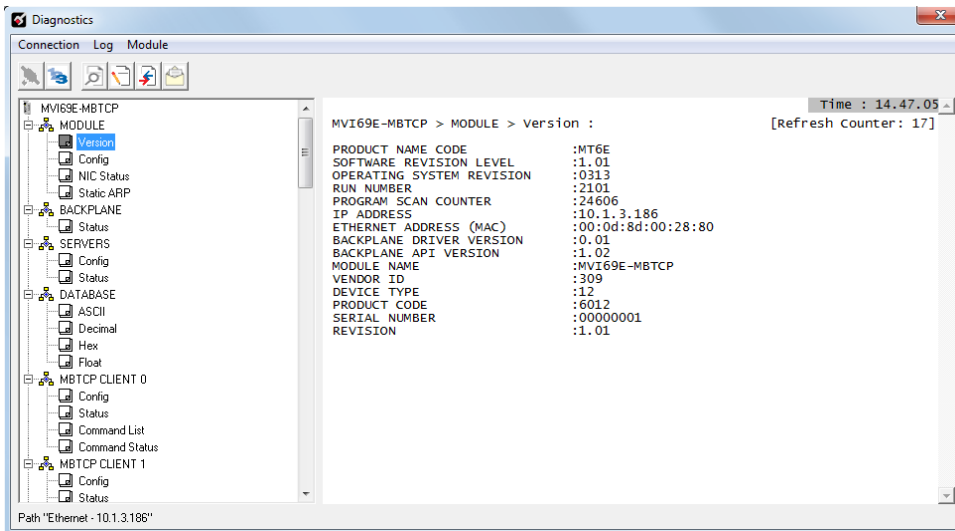 Diagnostics
Connection Log Module
MVI69E-MBTCP
MODULE
Version
Config
NIC Status
Static ARP
BACKPLANE
Status
SERVERS
Config
Status
DATABASE
ASCII
Decimal
Hex
Float
MBTCP CLIENT 0
Config
Status
Command List
Command Status
MBTCP CLIENT 1
Config
Status
Time : 14.47.05
MVI69E-MBTCP > MODULE > Version : [Refresh Counter: 17]
PRODUCT NAME CODE :MT6E
SOFTWARE REVISION LEVEL :1.01
OPERATING SYSTEM REVISION :0313
RUN NUMBER :2101
PROGRAM SCAN COUNTER :24606
IP ADDRESS :10.1.3.186
ETHERNET ADDRESS (MAC) :00:0d:8d:00:28:80
BACKPLANE DRIVER VERSION :0.01
BACKPLANE API VERSION :1.02
MODULE NAME :MVI69E-MBTCP
VENDOR ID :309
DEVICE TYPE :12
PRODUCT CODE :6012
SERIAL NUMBER :00000001
REVISION :1.01
Path "Ethernet - 10.1.3.186"